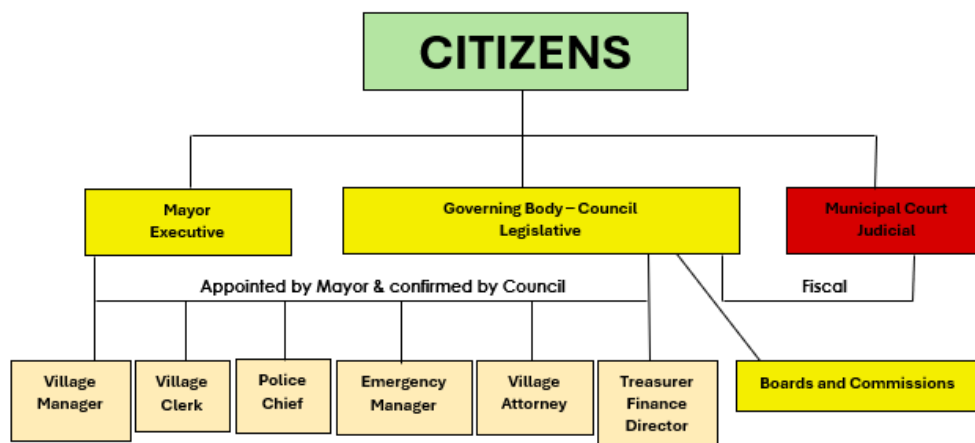 CITIZENS
Mayor
Executive
Governing Body – Council
Legislative
Municipal Court
Judicial
Appointed by Mayor & confirmed by Council
Fiscal
Village
Manager
Village
Clerk
Police
Chief
Emergency
Manager
Village
Attorney
Treasurer
Finance
Director
Boards and Commissions